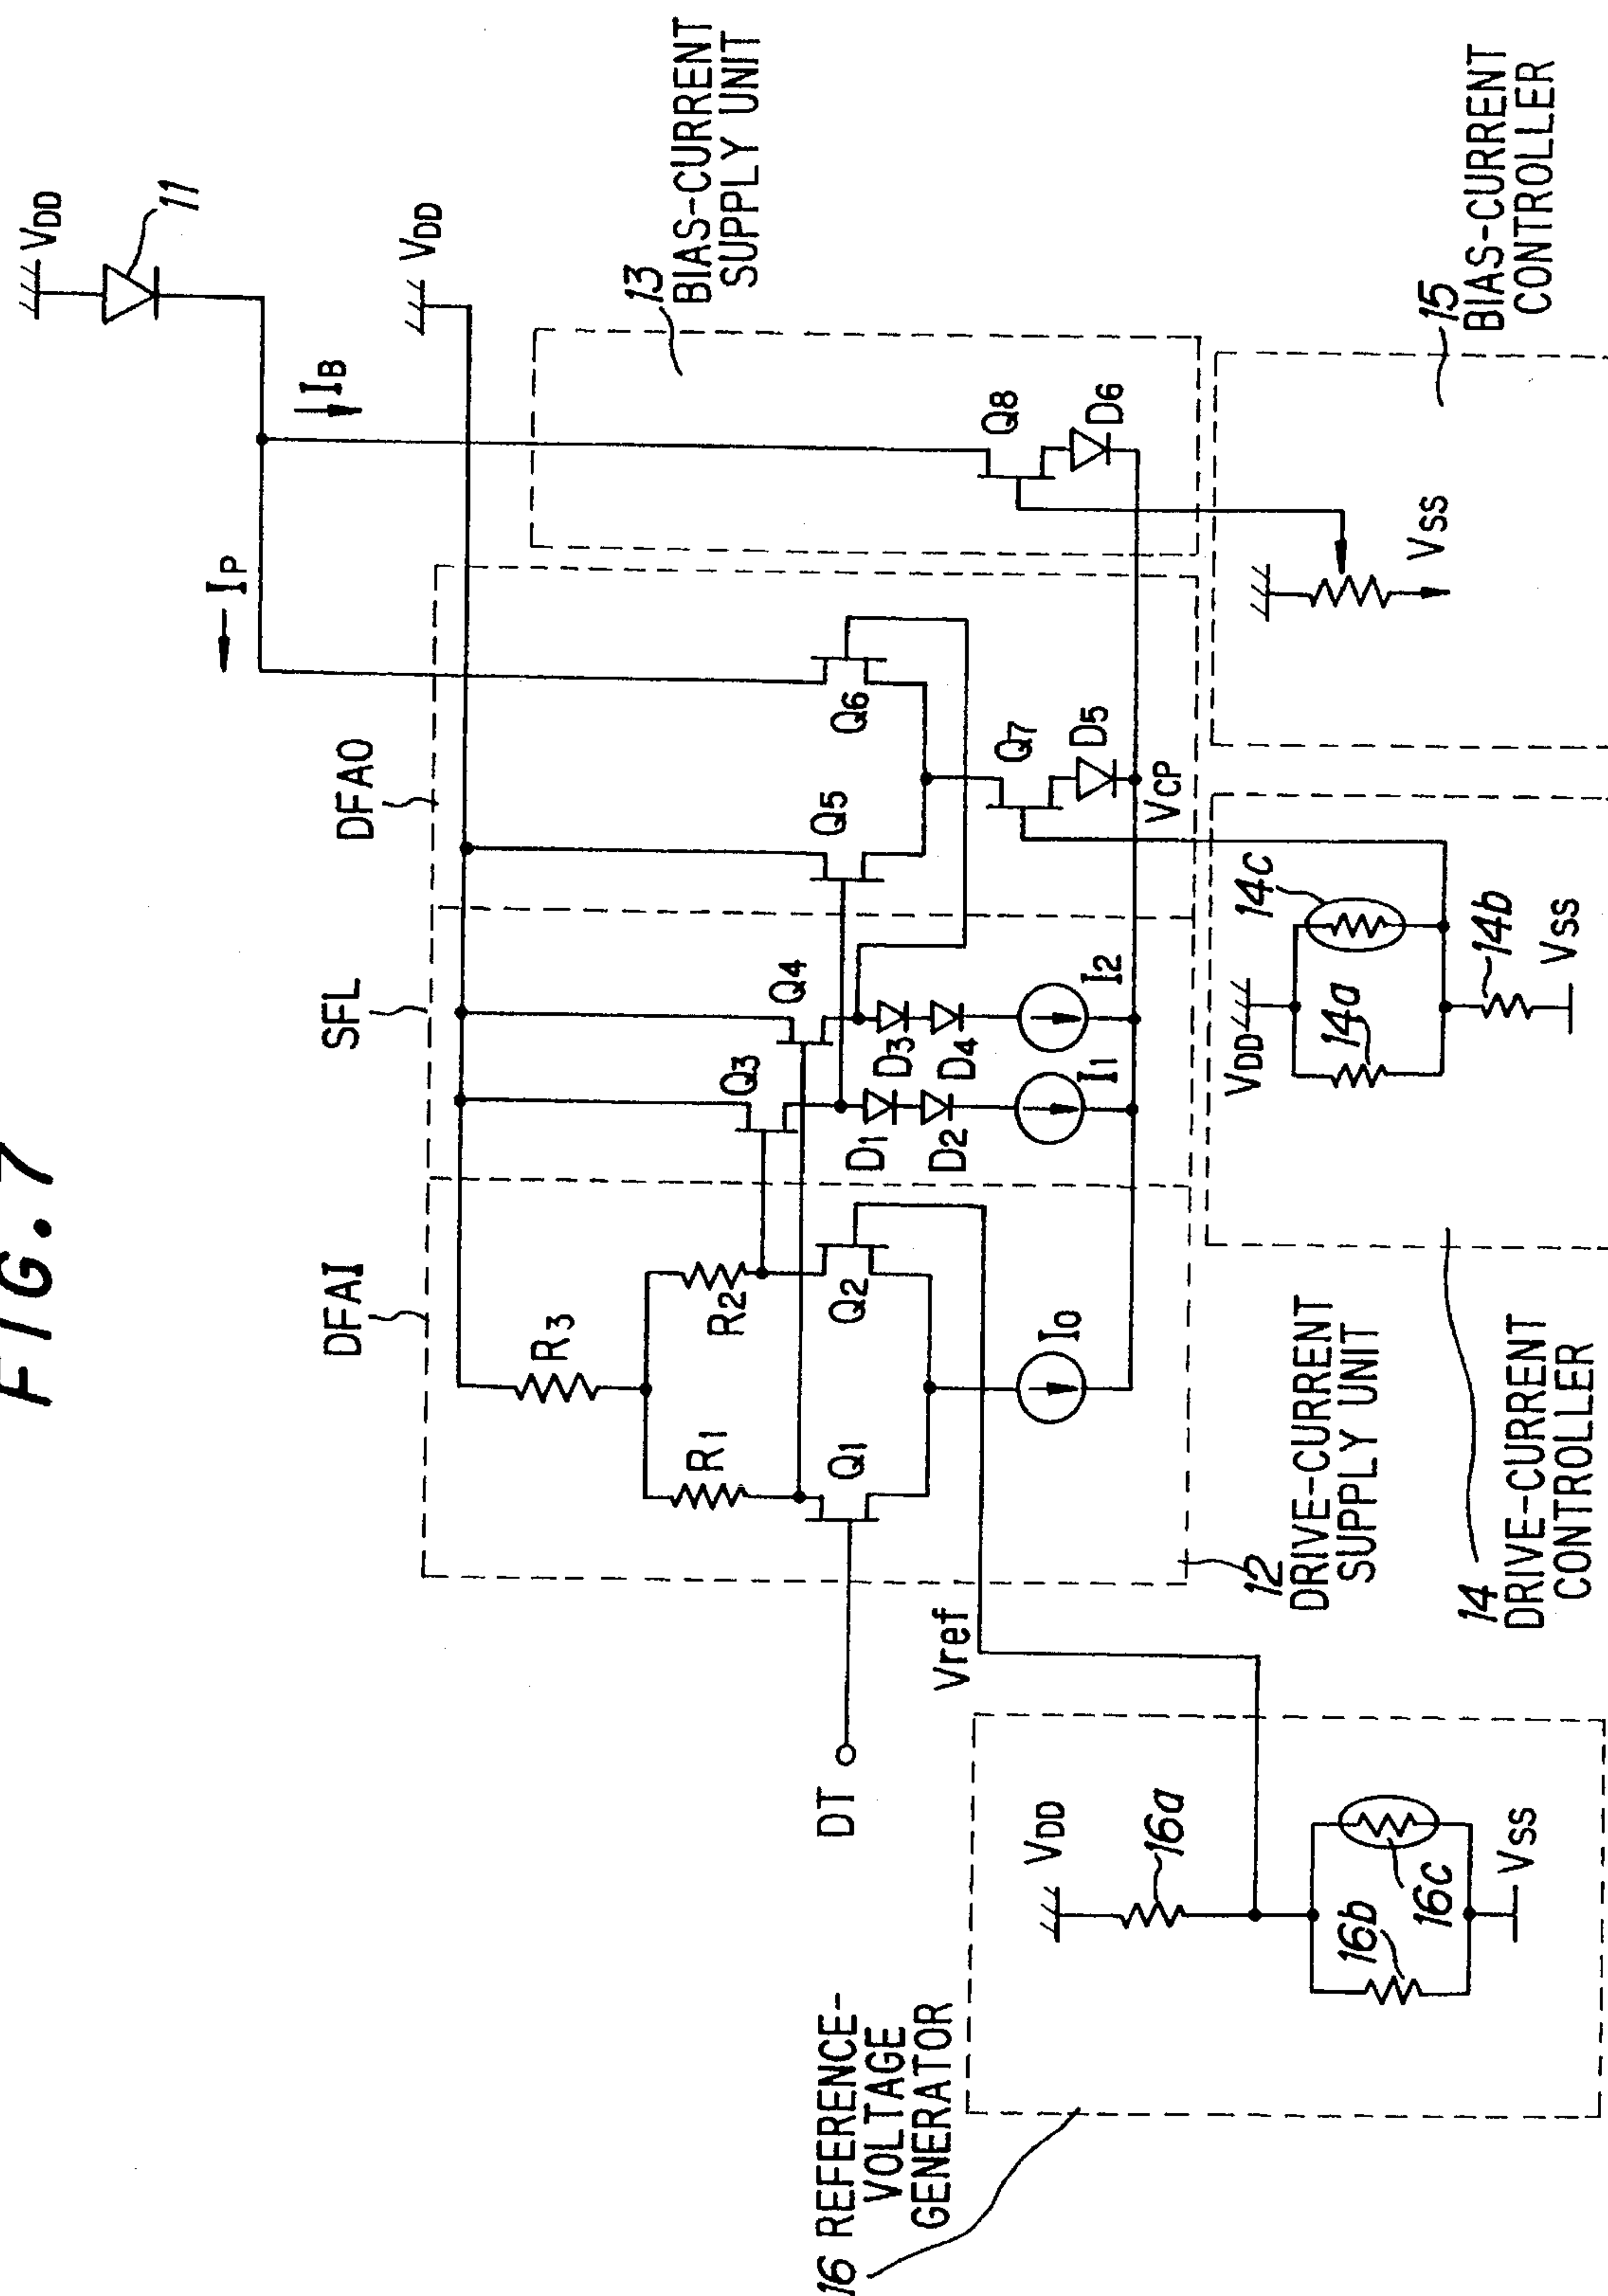 FIG. 7
VDD
11
VDD
IB
IP
13
BIAS-CURRENT
SUPPLY UNIT
DFAI
SFL
DFAO
R3
R1
R2
Q1
Q2
Q3
Q4
Q5
Q6
Q7
Q8
D1
D2
D3
D4
D5
D6
I0
I1
I2
VCP
DT
Vref
12
DRIVE-CURRENT
SUPPLY UNIT
14
DRIVE-CURRENT
CONTROLLER
VDD
14a
14c
14b
VSS
15
BIAS-CURRENT
CONTROLLER
VSS
16 REFERENCE-
VOLTAGE
GENERATOR
VDD
16a
16b
16c
VSS